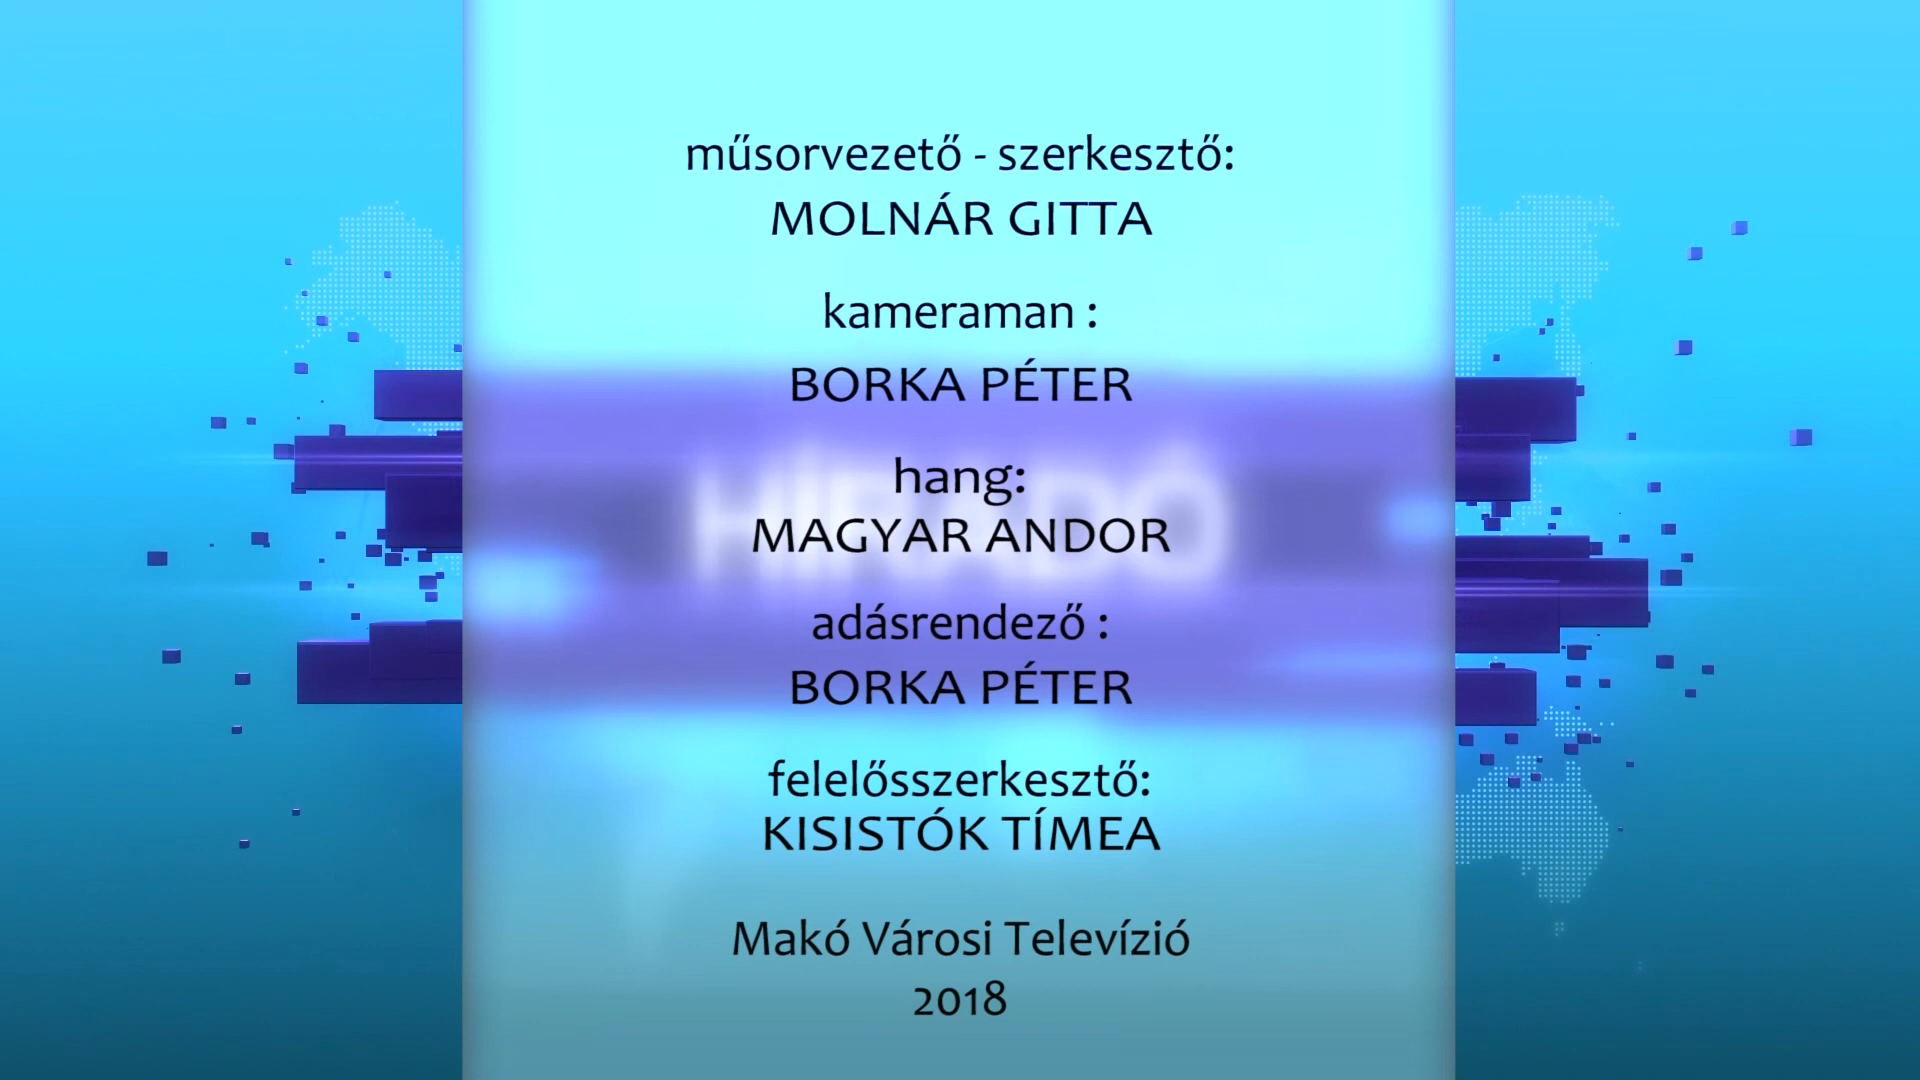 műsorvezető - szerkesztő:
MOLNÁR GITTA
kameraman :
BORKA PÉTER
hang:
HÍRADÓ
MAGYAR ANDOR
adásrendező :
BORKA PÉTER
felelősszerkesztő:
KISISTÓK TÍMEA
Makó Városi Televízió
2018